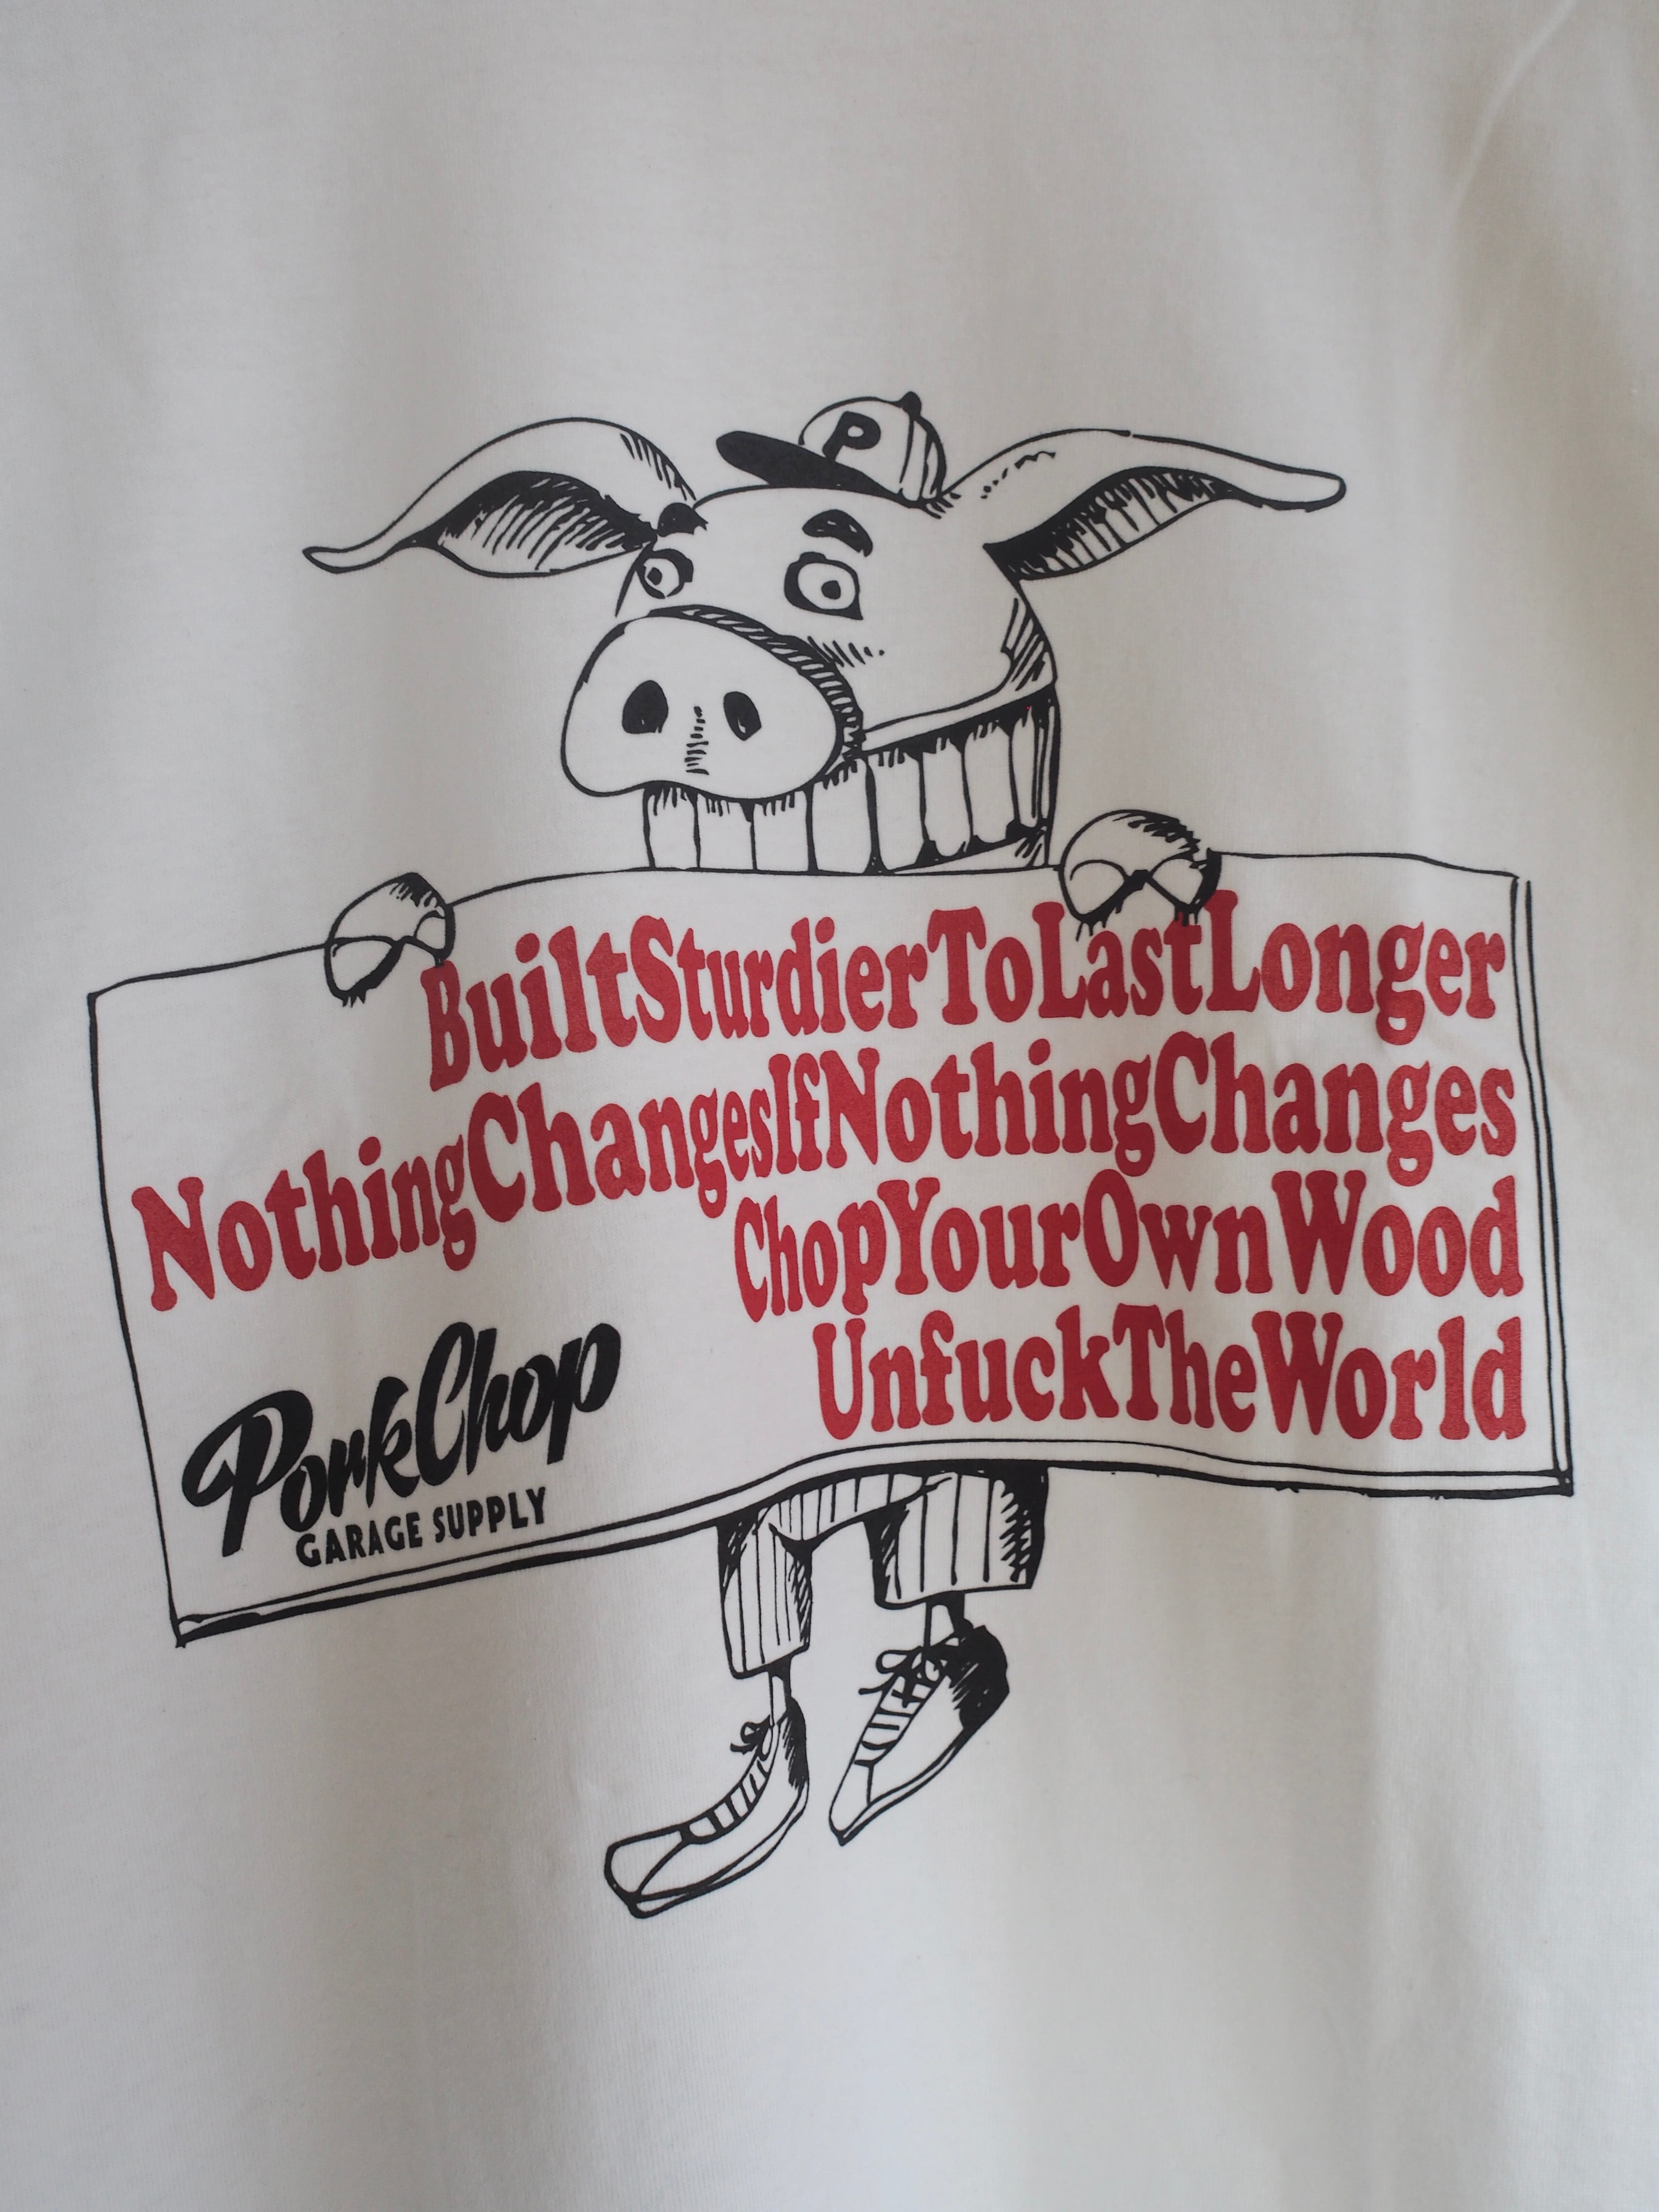 P
BuiltSturdierToLastLonger
NothingChangesIfNothingChanges
ChopYourOwnWood
UnfuckTheWorld
PorkChop
GARAGE SUPPLY